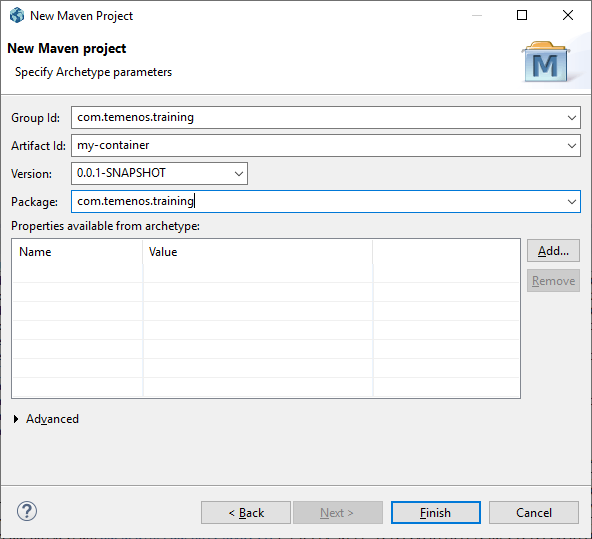 New Maven Project
New Maven project
Specify Archetype parameters
M
Group Id: com.temenos.training
Artifact Id: my-container
Version: 0.0.1-SNAPSHOT
Package: com.temenos.training
Properties available from archetype:
Name Value
Add...
Remove
Advanced
? < Back Next > Finish Cancel